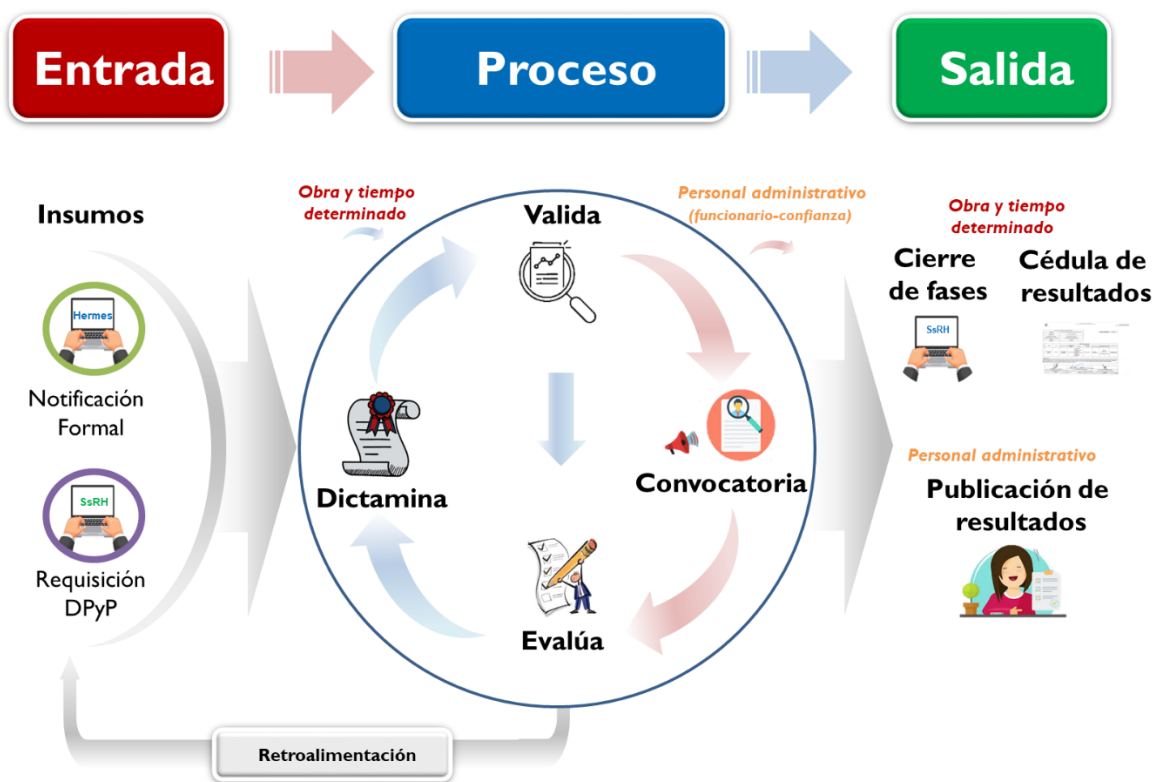 Entrada
Proceso
Salida
Insumos
Hermes
Notificación
Formal
SsRH
Requisición
DPyP
Obra y tiempo
determinado
Valida
Personal administrativo
(funcionario-confianza)
Convocatoria
Evalúa
Dictamina
Obra y tiempo
determinado
Cierre
de fases
SsRH
Cédula de
resultados
Personal administrativo
Publicación de
resultados
Retroalimentación